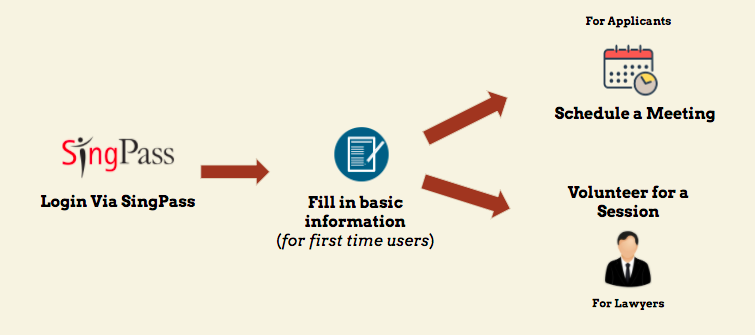 SingPass
Login Via SingPass
Fill in basic
information
(for first time users)
For Applicants
Schedule a Meeting
Volunteer for a
Session
For Lawyers